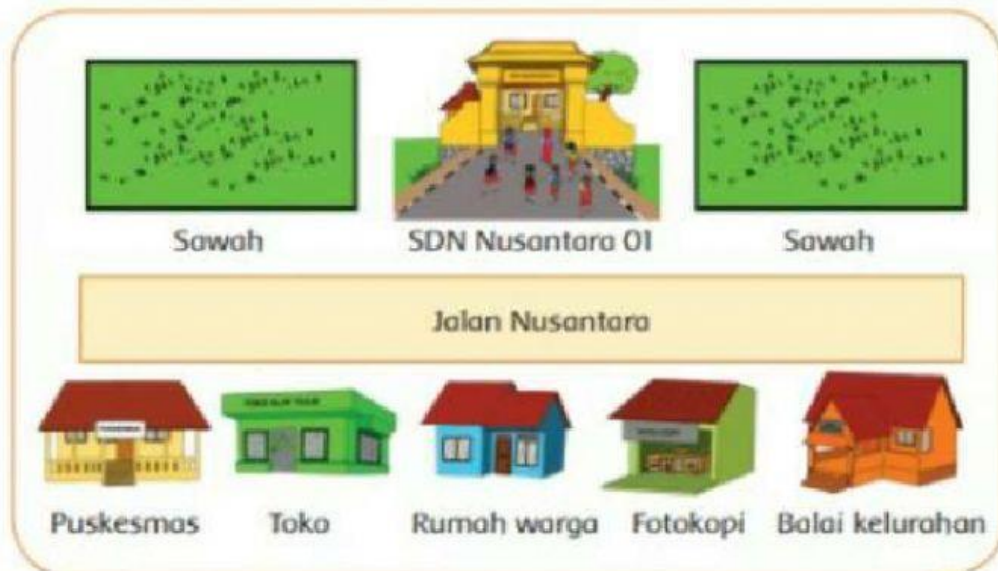 Sawah
SDN Nusantara 01
Sawah
Jalan Nusantara
Puskesmas
Toko
Rumah warga
Fotokopi
Balai kelurahan